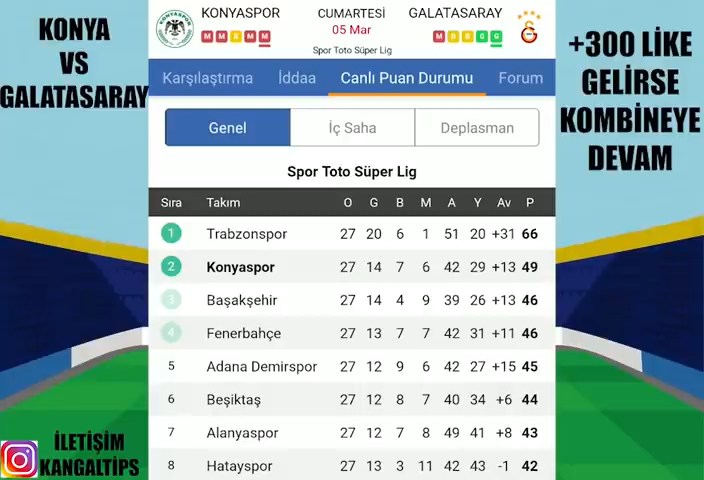 KONYA
VS
GALATASARAY
KONYASPOR
M M B M M
CUMARTESİ
05 Mar
Spor Toto Süper Lig
GALATASARAY
M B B G G
+300 LİKE
GELİRSE
KOMBİNEYE
DEVAM
Karşılaştırma İddaa Canlı Puan Durumu Forum
Genel İç Saha Deplasman
Spor Toto Süper Lig
Sıra Takım O G B M A Y Av P
1 Trabzonspor 27 20 6 1 51 20 +31 66
2 Konyaspor 27 14 7 6 42 29 +13 49
3 Başakşehir 27 14 4 9 39 26 +13 46
4 Fenerbahçe 27 13 7 7 42 31 +11 46
5 Adana Demirspor 27 12 9 6 42 27 +15 45
6 Beşiktaş 27 12 8 7 40 34 +6 44
7 Alanyaspor 27 12 7 8 49 41 +8 43
8 Hatayspor 27 13 3 11 42 43 -1 42
İLETİŞİM
KANGALTİPS